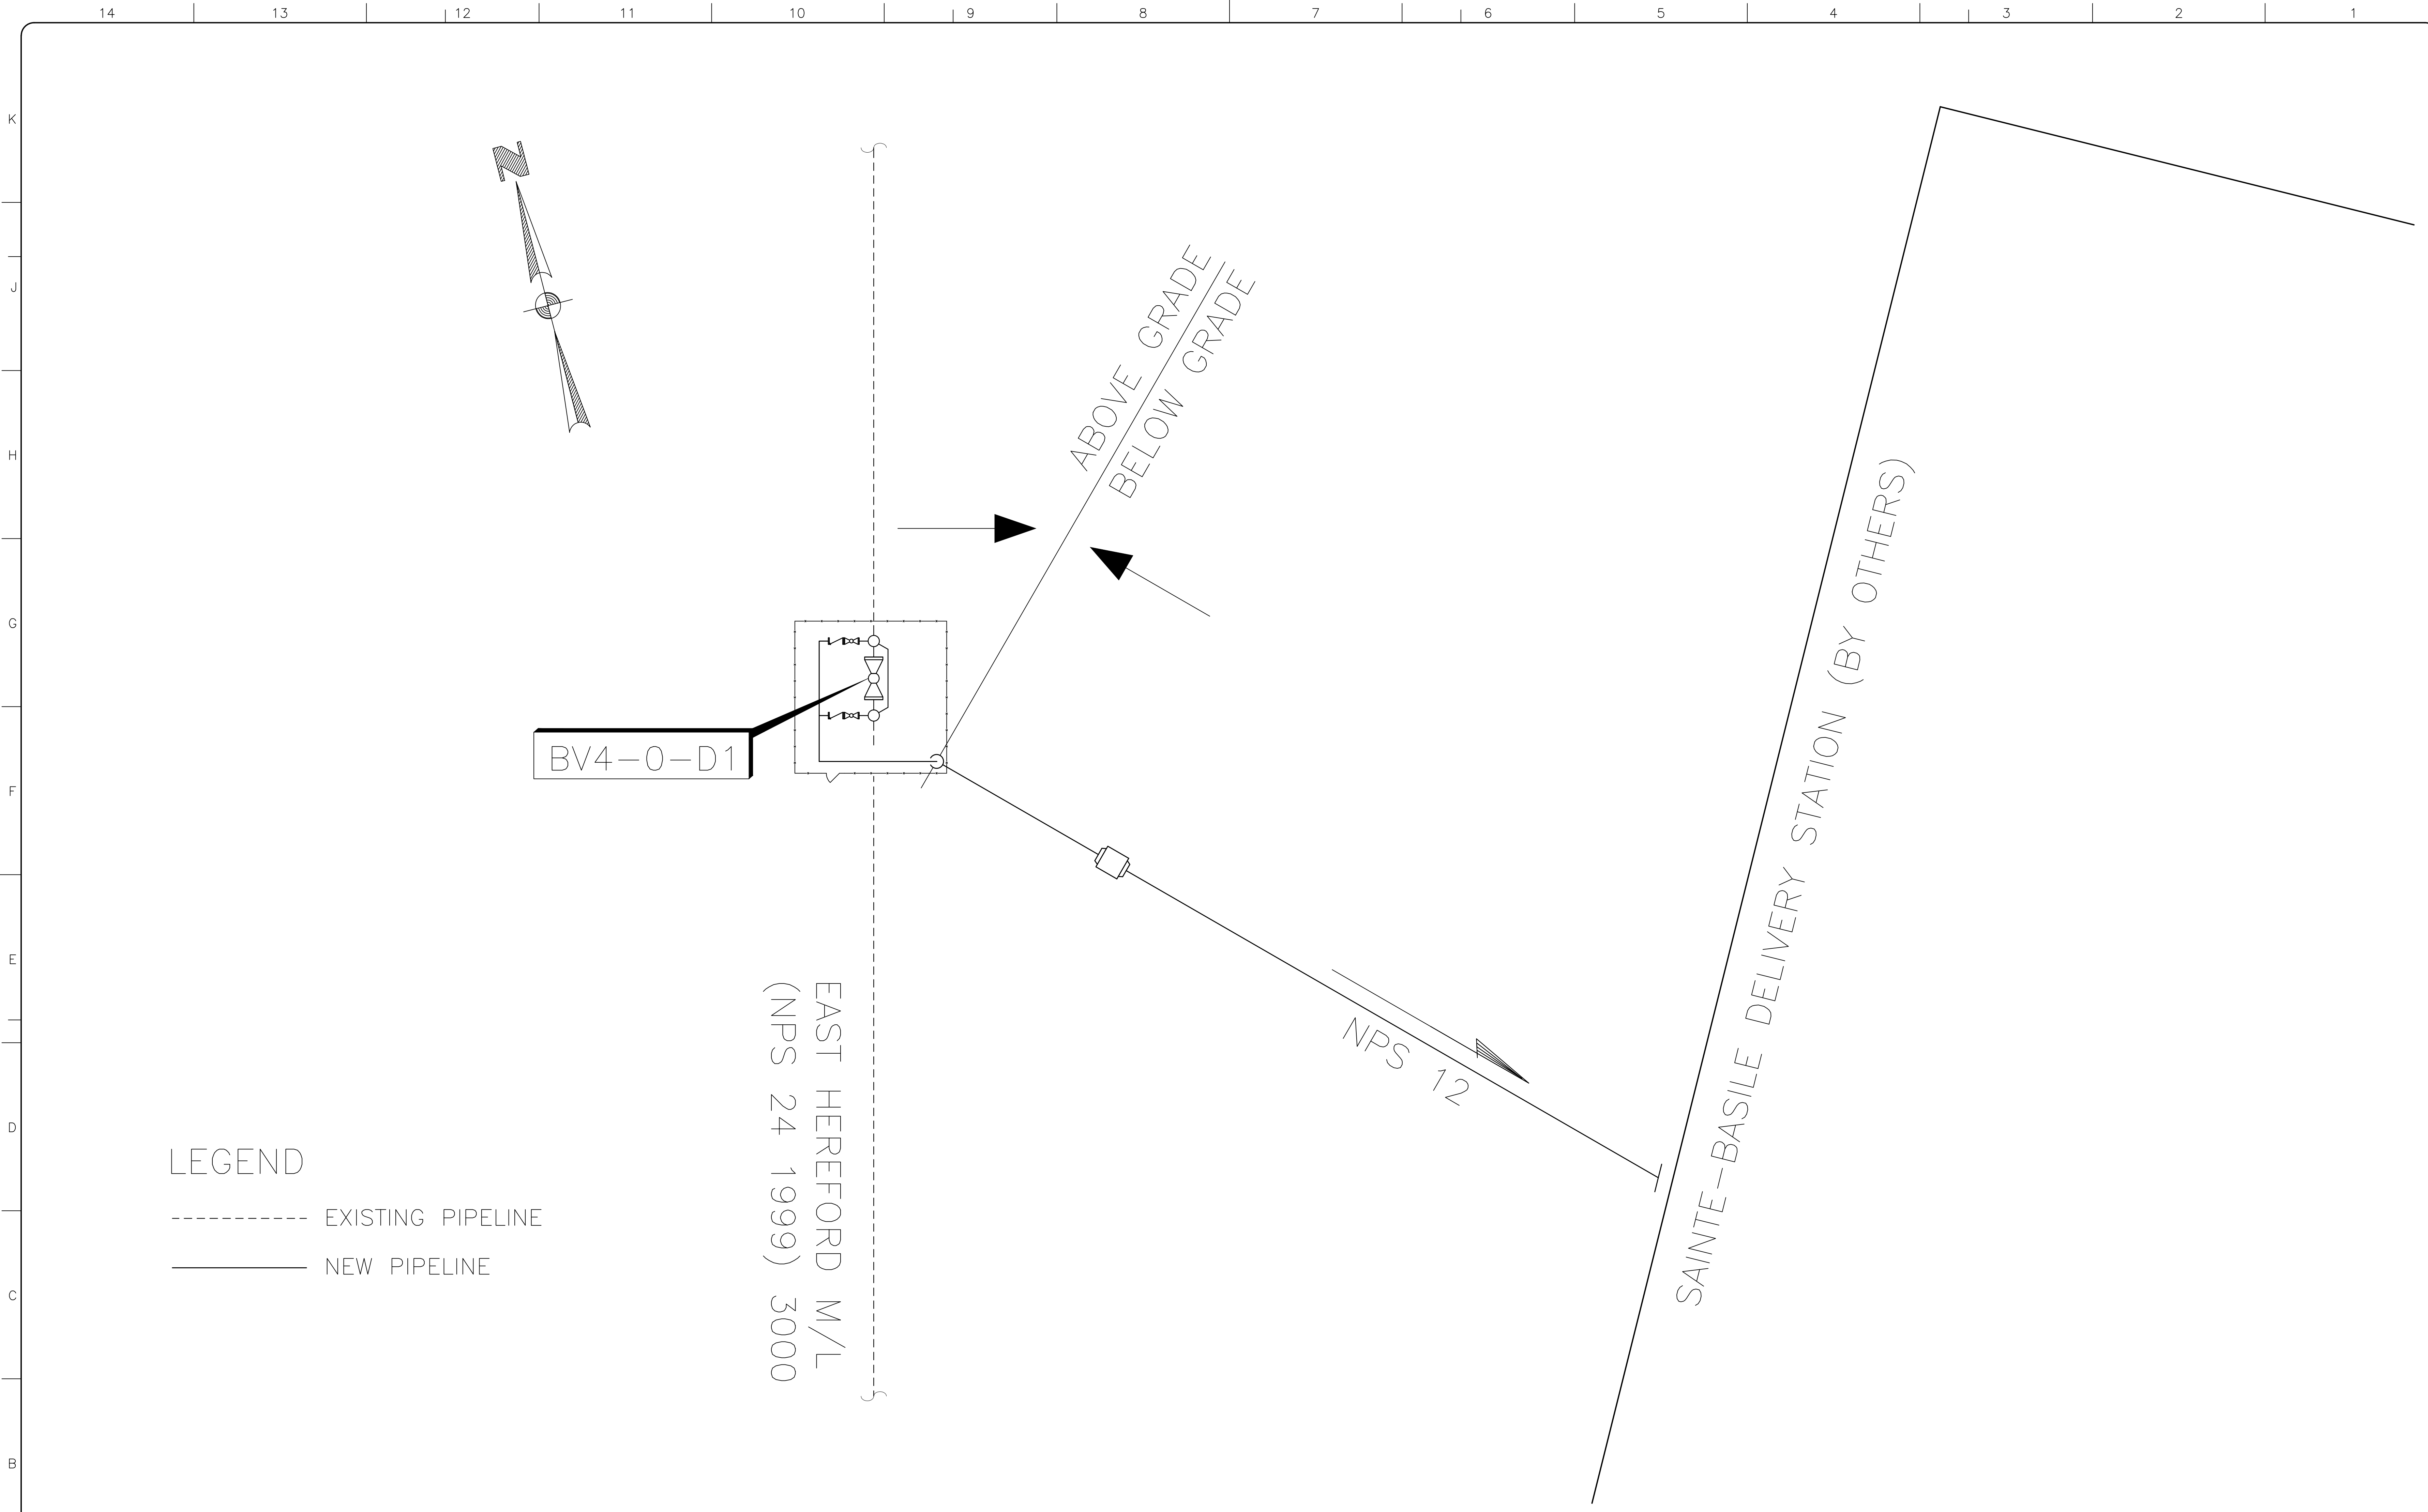 14 13 12 11 10 9 8 7 6 5 4 3 2 1
K
J
H
G
F
E
D
C
B
N
ABOVE GRADE
BELOW GRADE
BV4-0-D1
EAST HEREFORD M/L
(NPS 24 1999) 3000
NPS 12
SAINTE-BASILE DELIVERY STATION (BY OTHERS)
LEGEND
EXISTING PIPELINE
NEW PIPELINE